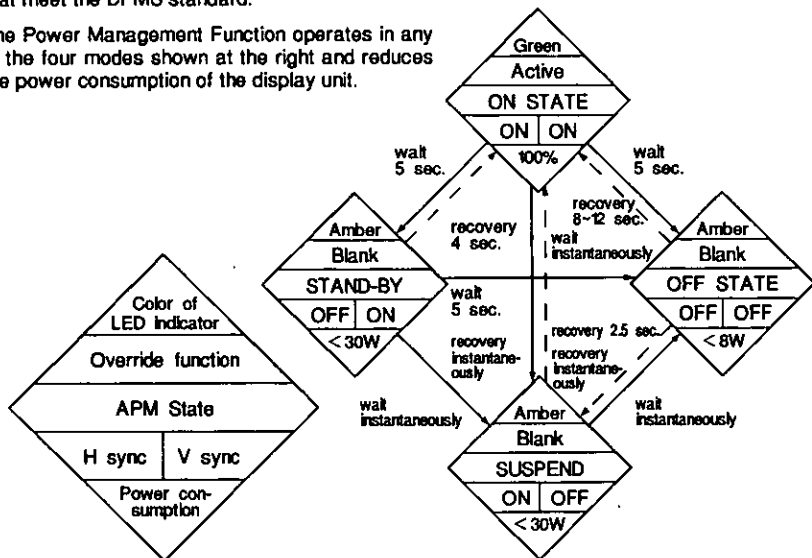 at meet the DPMS standard.
ne Power Management Function operates in any
the four modes shown at the right and reduces
e power consumption of the display unit.
Green
Active
ON STATE
ON ON
100%
wait
5 sec.
wait
5 sec.
recovery
4 sec.
recovery
8~12 sec.
wait
instantaneously
Amber
Blank
STAND-BY
OFF ON
<30W
Amber
Blank
OFF STATE
OFF OFF
<8W
wait
5 sec.
recovery
instantane-
ously
recovery 2.5 sec.
recovery
instantane-
ously
wait
instantaneously
wait
instantaneously
Amber
Blank
SUSPEND
ON OFF
<30W
Color of
LED indicator
Override function
APM State
H sync V sync
Power con-
sumption